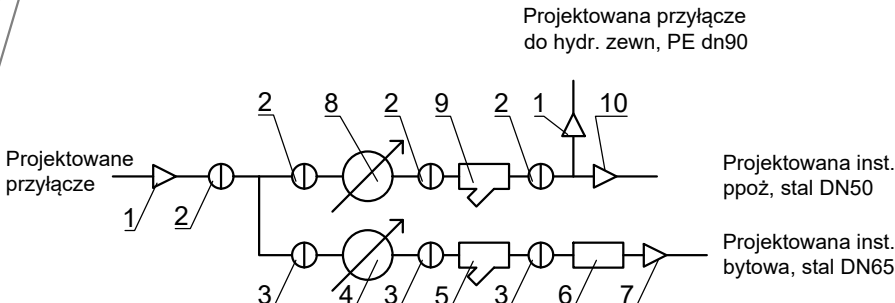 Projektowana przyłącze
do hydr. zewn, PE dn90
2 8 2 9 2 1 10
Projektowane
przyłącze
Projektowana inst.
ppoż, stal DN50
1 2
Projektowana inst.
bytowa, stal DN65
3 4 3 5 3 6 7